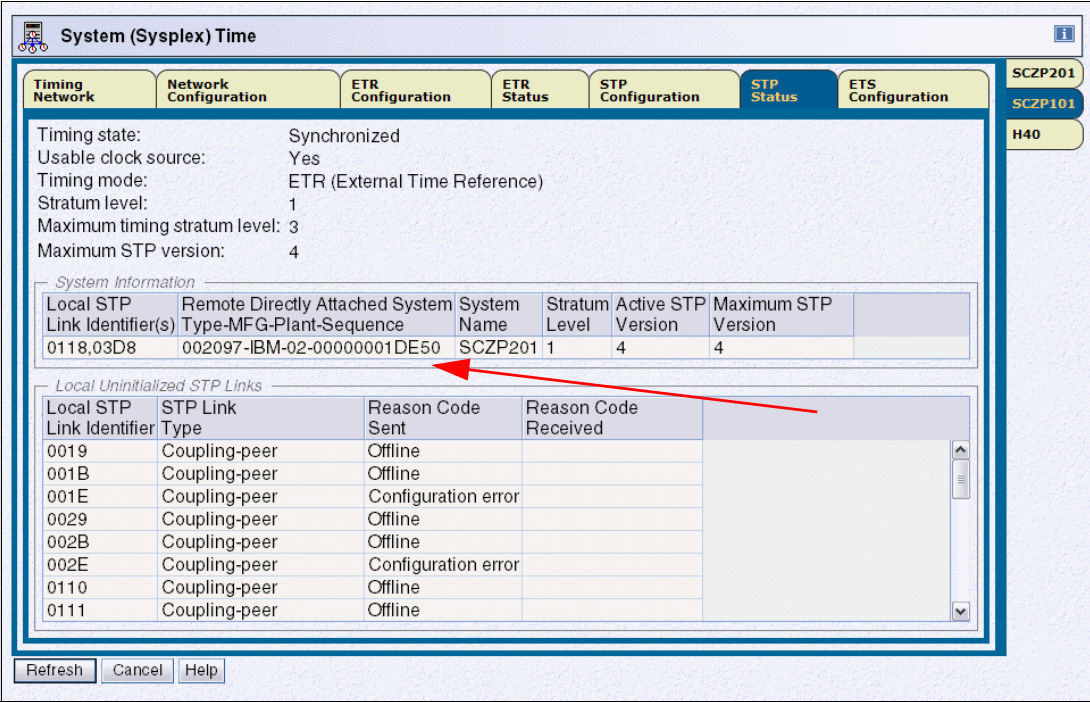 System (Sysplex) Time
i
Timing Network
Network Configuration
ETR Configuration
ETR Status
STP Configuration
STP Status
ETS Configuration
SCZP201
SCZP101
H40
Timing state: Synchronized
Usable clock source: Yes
Timing mode: ETR (External Time Reference)
Stratum level: 1
Maximum timing stratum level: 3
Maximum STP version: 4
System Information
Local STP Link Identifier(s) Remote Directly Attached System Type-MFG-Plant-Sequence System Name Stratum Level Active STP Version Maximum STP Version
0118,03D8 002097-IBM-02-00000001DE50 SCZP201 1 4 4
Local Uninitialized STP Links
Local STP Link Identifier STP Link Type Reason Code Sent Reason Code Received
0019 Coupling-peer Offline
001B Coupling-peer Offline
001E Coupling-peer Configuration error
0029 Coupling-peer Offline
002B Coupling-peer Offline
002E Coupling-peer Configuration error
0110 Coupling-peer Offline
0111 Coupling-peer Offline
Refresh Cancel Help